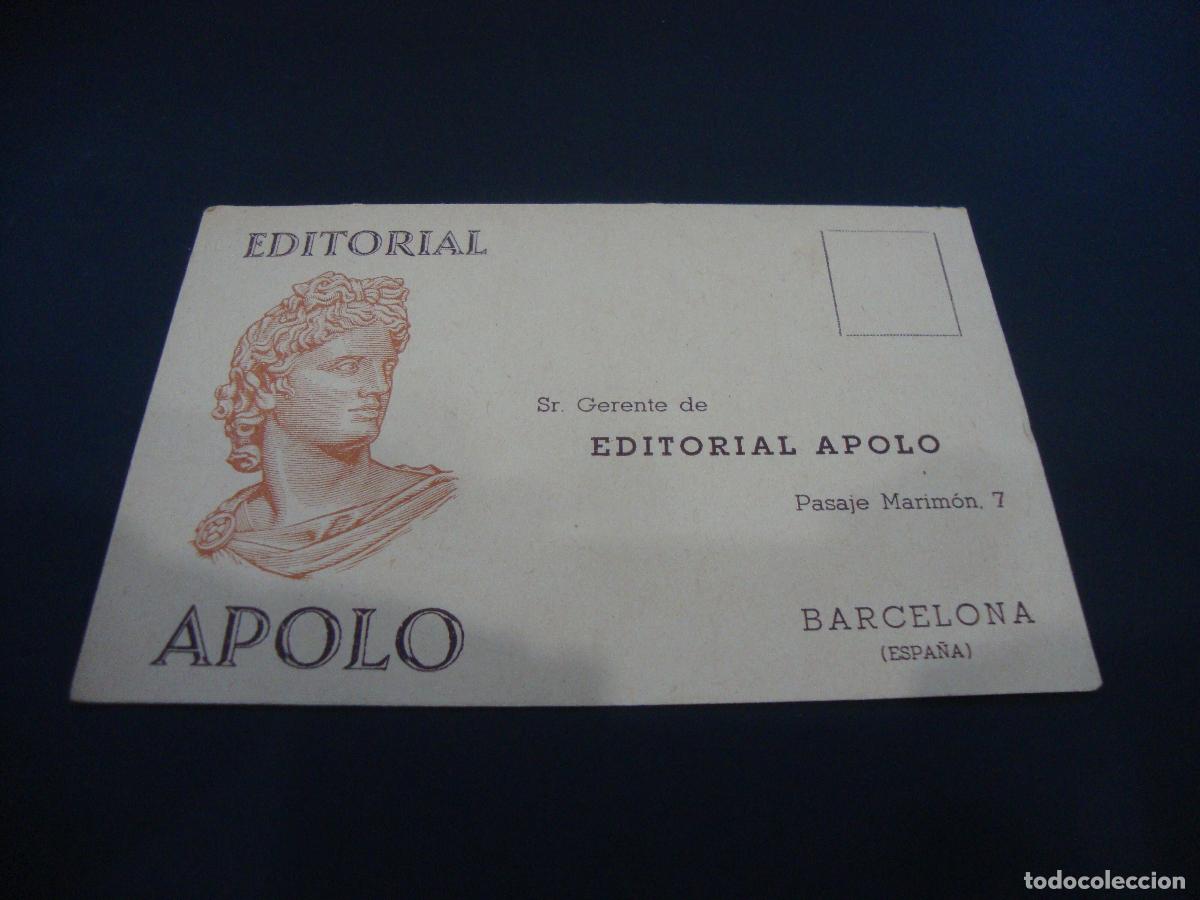 EDITORIAL
APOLO
Sr. Gerente de
EDITORIAL APOLO
Pasaje Marimón, 7
BARCELONA
(ESPAÑA)
todocoleccion